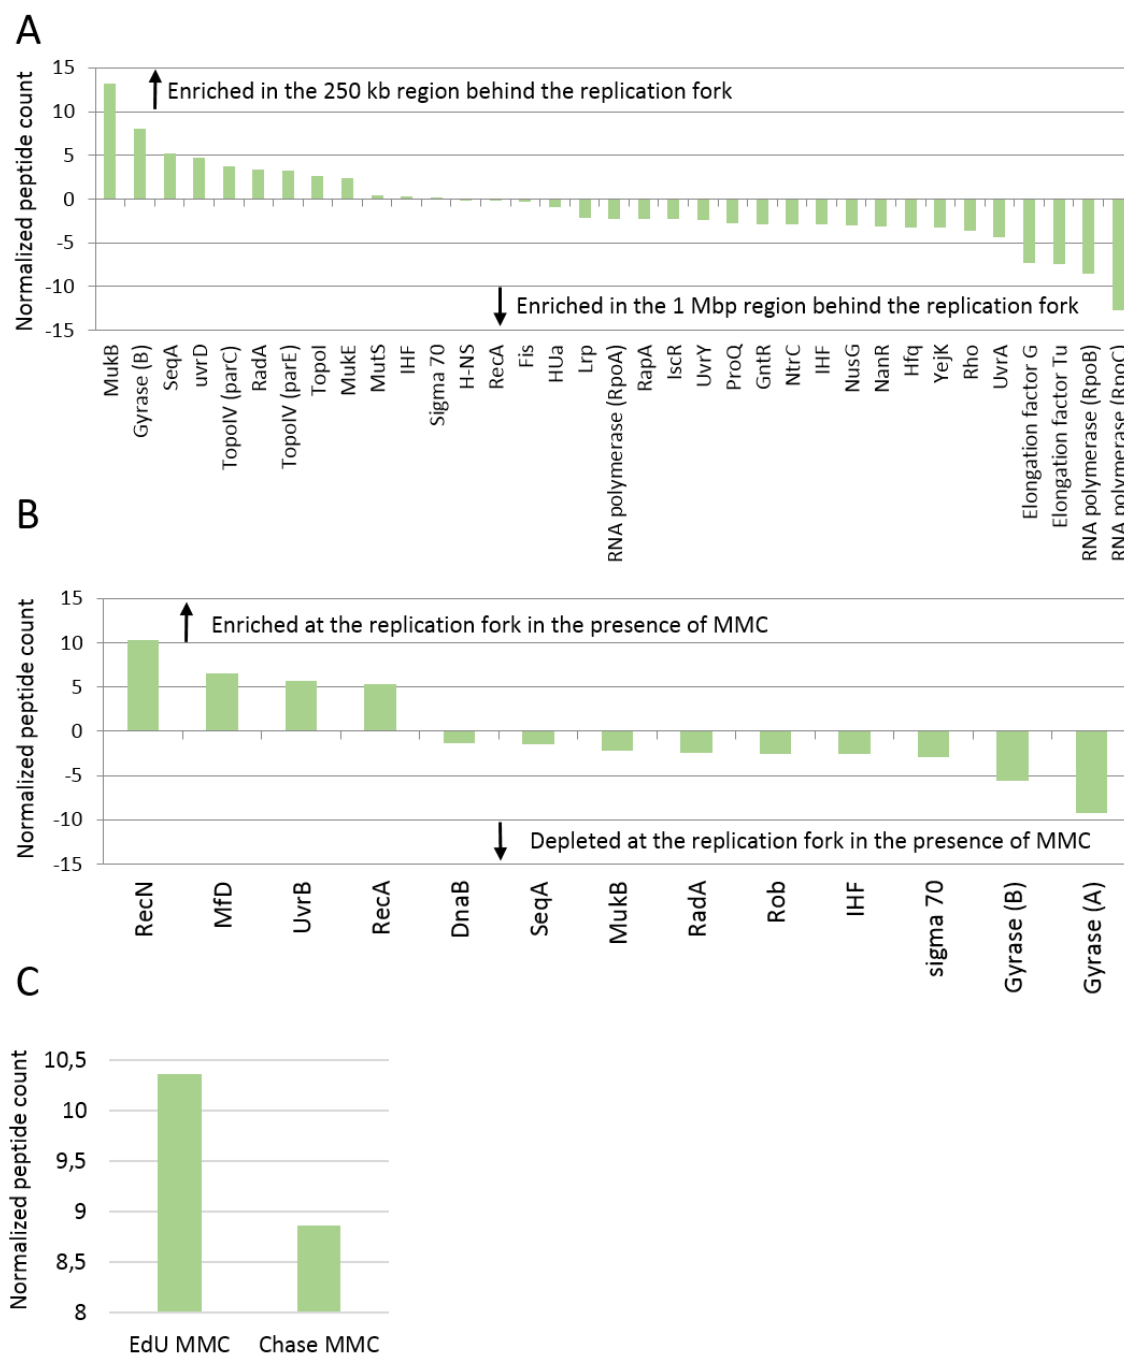 A
Normalized peptide count
15
10
5
0
-5
-10
-15
Enriched in the 250 kb region behind the replication fork
Enriched in the 1 Mbp region behind the replication fork
MukB
Gyrase (B)
SeqA
uvrD
TopoIV (parC)
RadA
TopoIV (parE)
TopoI
MukE
MutS
IHF
Sigma 70
H-NS
RecA
Fis
HUa
Lrp
RNA polymerase (RpoA)
RapA
IscR
UvrY
ProQ
GntR
NtrC
IHF
NusG
NanR
Hfq
YejK
Rho
UvrA
Elongation factor G
Elongation factor Tu
RNA polymerase (RpoB)
RNA polymerase (RpoC)
B
Normalized peptide count
15
10
5
0
-5
-10
-15
Enriched at the replication fork in the presence of MMC
Depleted at the replication fork in the presence of MMC
RecN
MfD
UvrB
RecA
DnaB
SeqA
MukB
RadA
Rob
IHF
sigma 70
Gyrase (B)
Gyrase (A)
C
Normalized peptide count
10,5
10
9,5
9
8,5
8
EdU MMC
Chase MMC